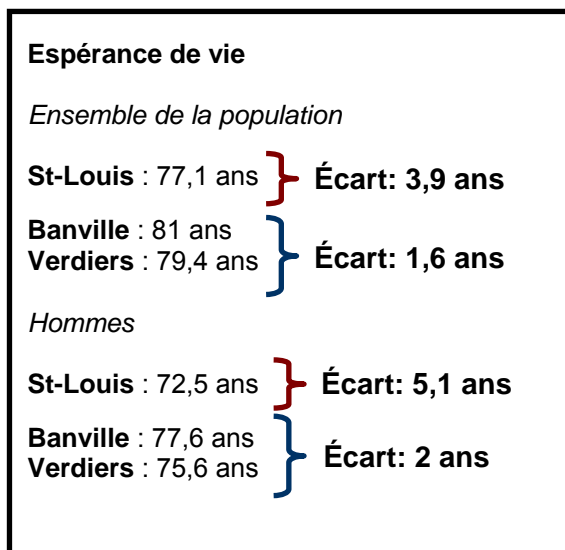 Espérance de vie
Ensemble de la population
St-Louis : 77,1 ans Écart: 3,9 ans
Banville : 81 ans
Verdiers : 79,4 ans Écart: 1,6 ans
Hommes
St-Louis : 72,5 ans Écart: 5,1 ans
Banville : 77,6 ans
Verdiers : 75,6 ans Écart: 2 ans